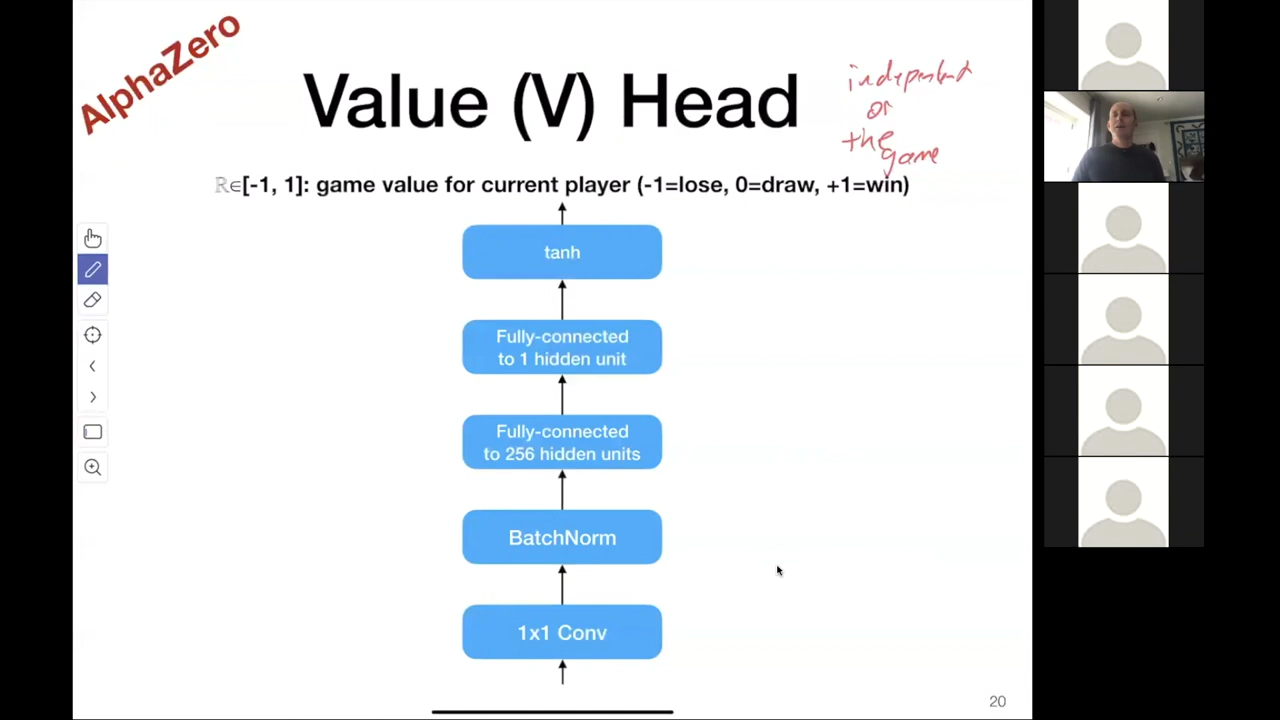 AlphaZero
Value (V) Head
independent
or
the
game
ℝ∈[-1, 1]: game value for current player (-1=lose, 0=draw, +1=win)
tanh
Fully-connected
to 1 hidden unit
Fully-connected
to 256 hidden units
BatchNorm
1x1 Conv
20